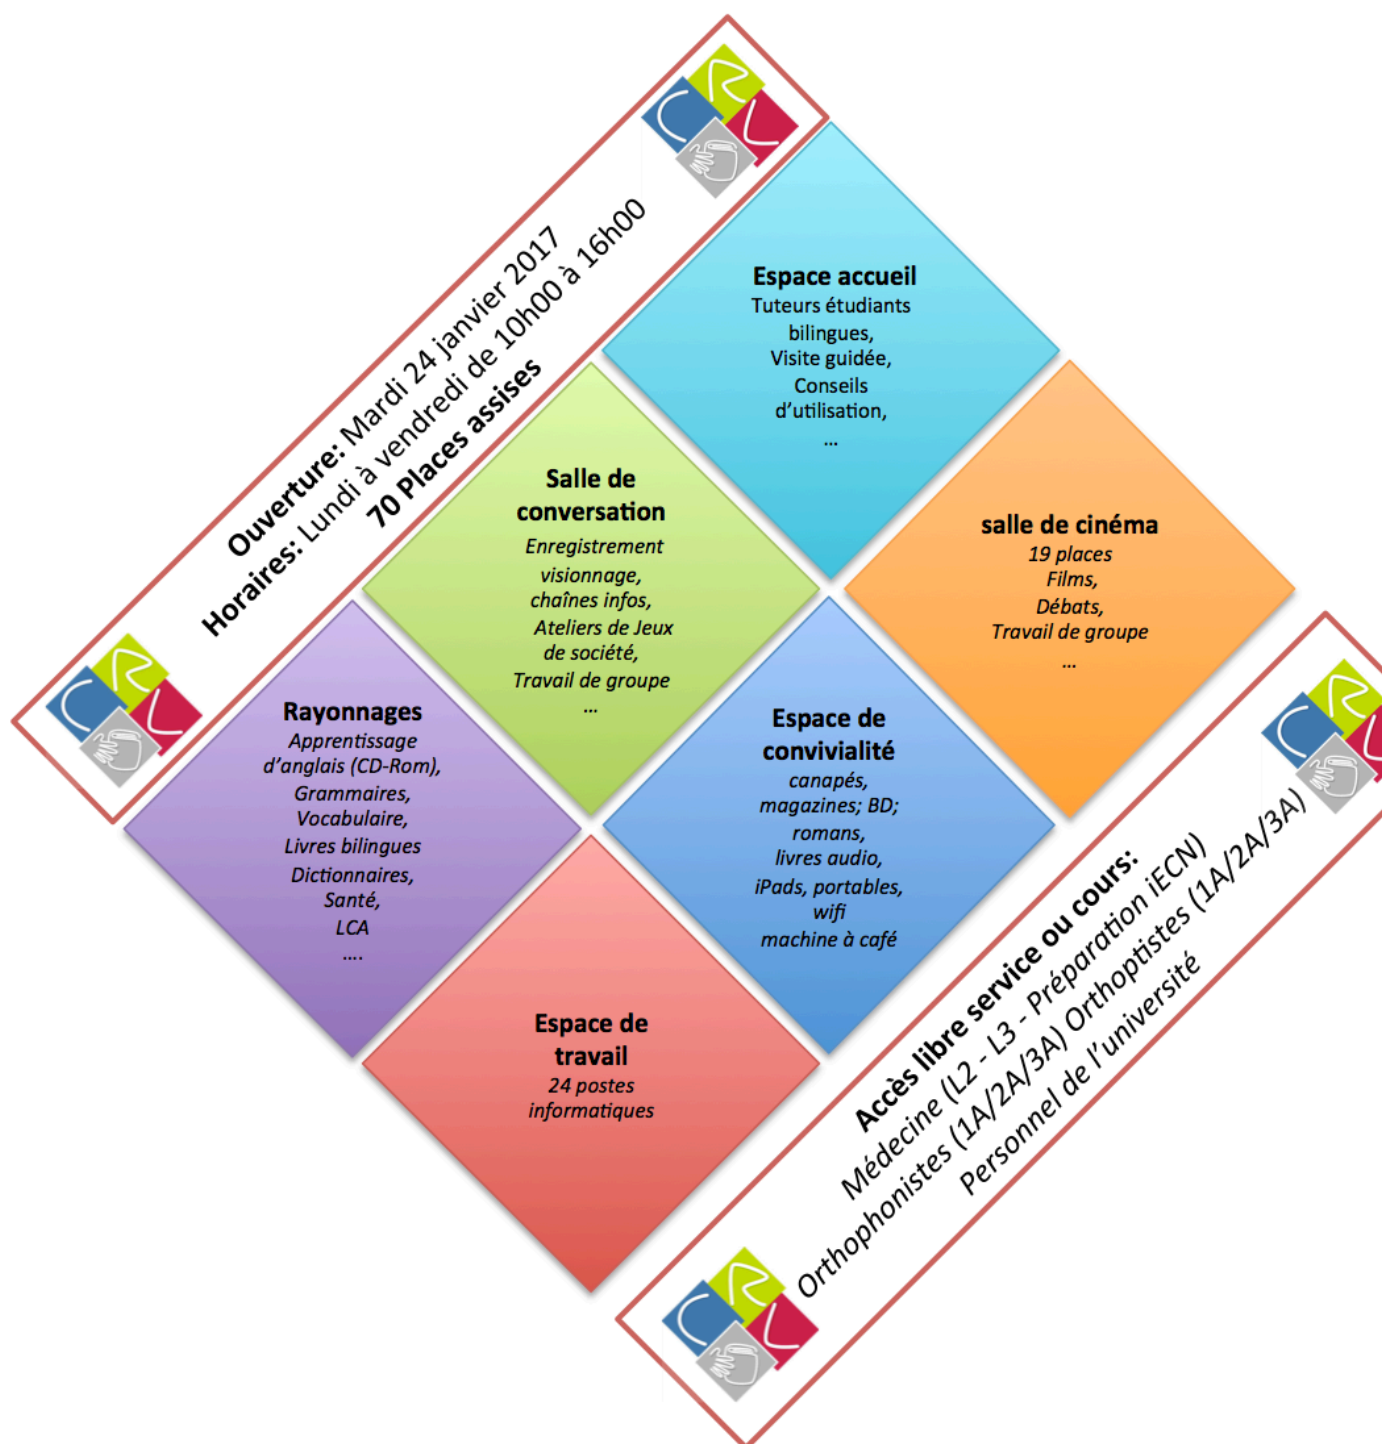 Ouverture: Mardi 24 janvier 2017
Horaires: Lundi à vendredi de 10h00 à 16h00
70 Places assises
Espace accueil
Tuteurs étudiants
bilingues,
Visite guidée,
Conseils
d'utilisation,
...
Salle de
conversation
Enregistrement
visionnage,
chaînes infos,
Ateliers de Jeux
de société,
Travail de groupe
...
salle de cinéma
19 places
Films,
Débats,
Travail de groupe
...
Rayonnages
Apprentissage
d'anglais (CD-Rom),
Grammaires,
Vocabulaire,
Livres bilingues
Dictionnaires,
Santé,
LCA
....
Espace de
convivialité
canapés,
magazines; BD;
romans,
livres audio,
iPads, portables,
wifi
machine à café
Espace de
travail
24 postes
informatiques
Accès libre service ou cours:
Médecine (L2 - L3 - Préparation iECN)
Orthophonistes (1A/2A/3A) Orthoptistes (1A/2A/3A)
Personnel de l'université
CRL
CRL
CRL
CRL